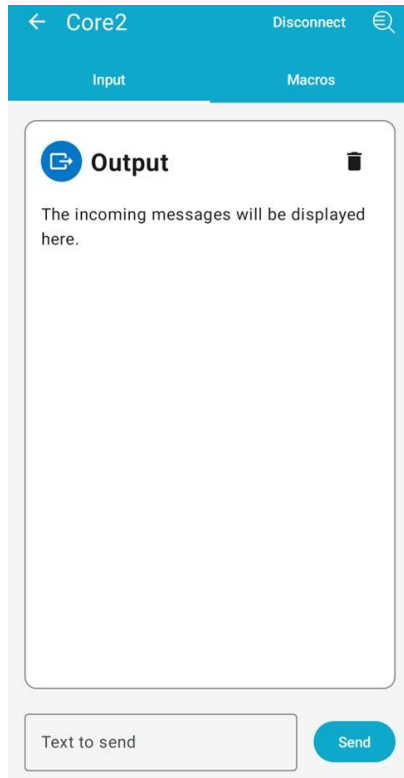 Core2
Disconnect
Input
Macros
Output
The incoming messages will be displayed
here.
Text to send
Send